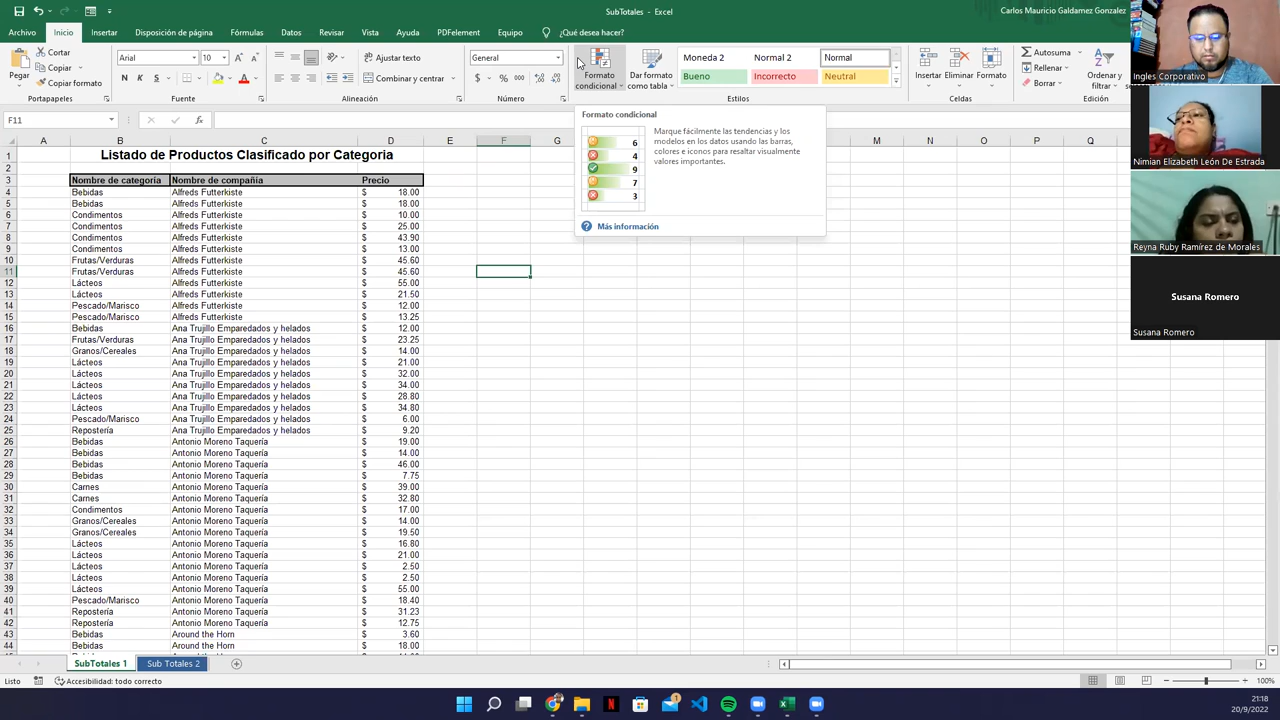 SubTotales - Excel
Carlos Mauricio Galdamez Gonzalez
Archivo Inicio Insertar Disposición de página Fórmulas Datos Revisar Vista Ayuda PDFelement Equipo ¿Qué desea hacer?
Pegar
Cortar
Copiar
Copiar formato
Portapapeles
Arial 10
N K S
Fuente
Ajustar texto
Combinar y centrar
Alineación
General
$ % 000
Número
Formato condicional
Dar formato como tabla
Moneda 2 Normal 2 Normal
Bueno Incorrecto Neutral
Estilos
Insertar Eliminar Formato
Celdas
Autosuma
Rellenar
Borrar
Ordenar y filtrar
Edición
F11
fx
Formato condicional
Marque fácilmente las tendencias y los
modelos en los datos usando las barras,
colores e iconos para resaltar visualmente
valores importantes.
6
4
9
7
3
Más información
A B C D E F G M N O P Q
1 Listado de Productos Clasificado por Categoria
2
3 Nombre de categoría Nombre de compañía Precio
4 Bebidas Alfreds Futterkiste $ 18.00
5 Bebidas Alfreds Futterkiste $ 18.00
6 Condimentos Alfreds Futterkiste $ 10.00
7 Condimentos Alfreds Futterkiste $ 25.00
8 Condimentos Alfreds Futterkiste $ 43.90
9 Condimentos Alfreds Futterkiste $ 13.00
10 Frutas/Verduras Alfreds Futterkiste $ 45.60
11 Frutas/Verduras Alfreds Futterkiste $ 45.60
12 Lácteos Alfreds Futterkiste $ 55.00
13 Lácteos Alfreds Futterkiste $ 21.50
14 Pescado/Marisco Alfreds Futterkiste $ 12.00
15 Pescado/Marisco Alfreds Futterkiste $ 13.25
16 Bebidas Ana Trujillo Emparedados y helados $ 12.00
17 Frutas/Verduras Ana Trujillo Emparedados y helados $ 23.25
18 Granos/Cereales Ana Trujillo Emparedados y helados $ 14.00
19 Lácteos Ana Trujillo Emparedados y helados $ 21.00
20 Lácteos Ana Trujillo Emparedados y helados $ 32.00
21 Lácteos Ana Trujillo Emparedados y helados $ 34.00
22 Lácteos Ana Trujillo Emparedados y helados $ 28.80
23 Lácteos Ana Trujillo Emparedados y helados $ 34.80
24 Pescado/Marisco Ana Trujillo Emparedados y helados $ 6.00
25 Repostería Ana Trujillo Emparedados y helados $ 9.20
26 Bebidas Antonio Moreno Taquería $ 19.00
27 Bebidas Antonio Moreno Taquería $ 14.00
28 Bebidas Antonio Moreno Taquería $ 46.00
29 Bebidas Antonio Moreno Taquería $ 7.75
30 Carnes Antonio Moreno Taquería $ 39.00
31 Carnes Antonio Moreno Taquería $ 32.80
32 Condimentos Antonio Moreno Taquería $ 17.00
33 Granos/Cereales Antonio Moreno Taquería $ 14.00
34 Granos/Cereales Antonio Moreno Taquería $ 19.50
35 Lácteos Antonio Moreno Taquería $ 16.80
36 Lácteos Antonio Moreno Taquería $ 21.00
37 Lácteos Antonio Moreno Taquería $ 2.50
38 Lácteos Antonio Moreno Taquería $ 2.50
39 Lácteos Antonio Moreno Taquería $ 55.00
40 Pescado/Marisco Antonio Moreno Taquería $ 18.40
41 Repostería Antonio Moreno Taquería $ 31.23
42 Repostería Antonio Moreno Taquería $ 12.75
43 Bebidas Around the Horn $ 3.60
44 Bebidas Around the Horn $ 18.00
Ingles Corporativo
Nimian Elizabeth León De Estrada
Reyna Ruby Ramírez de Morales
Susana Romero
Susana Romero
SubTotales 1 Sub Totales 2
Listo Accesibilidad: todo correcto
100%
21:18
20/9/2022